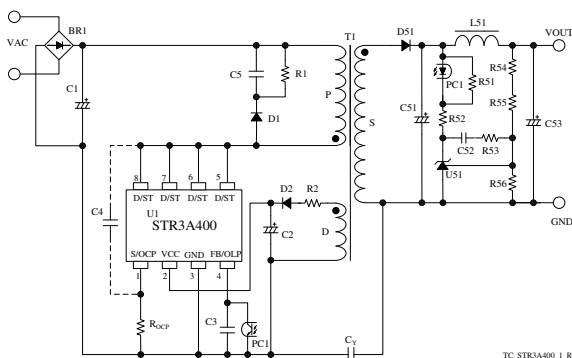 VAC
BR1
C1
C5
R1
D1
T1
P
S
D51
L51
VOUT
PC1
R51
R54
R55
C51
R52
C53
C52
R53
U51
R56
GND
C4
8
7
6
5
D/ST
D/ST
D/ST
D/ST
U1
STR3A400
S/OCP
VCC
GND
FB/OLP
1
2
3
4
D2
R2
C2
D
ROCP
C3
PC1
CY
TC_STR3A400_1_R